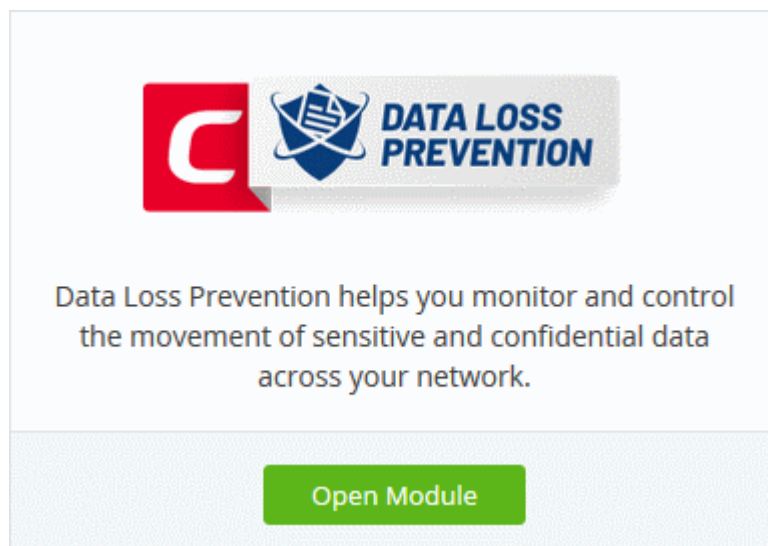 C
DATA LOSS
PREVENTION
Data Loss Prevention helps you monitor and control
the movement of sensitive and confidential data
across your network.
Open Module